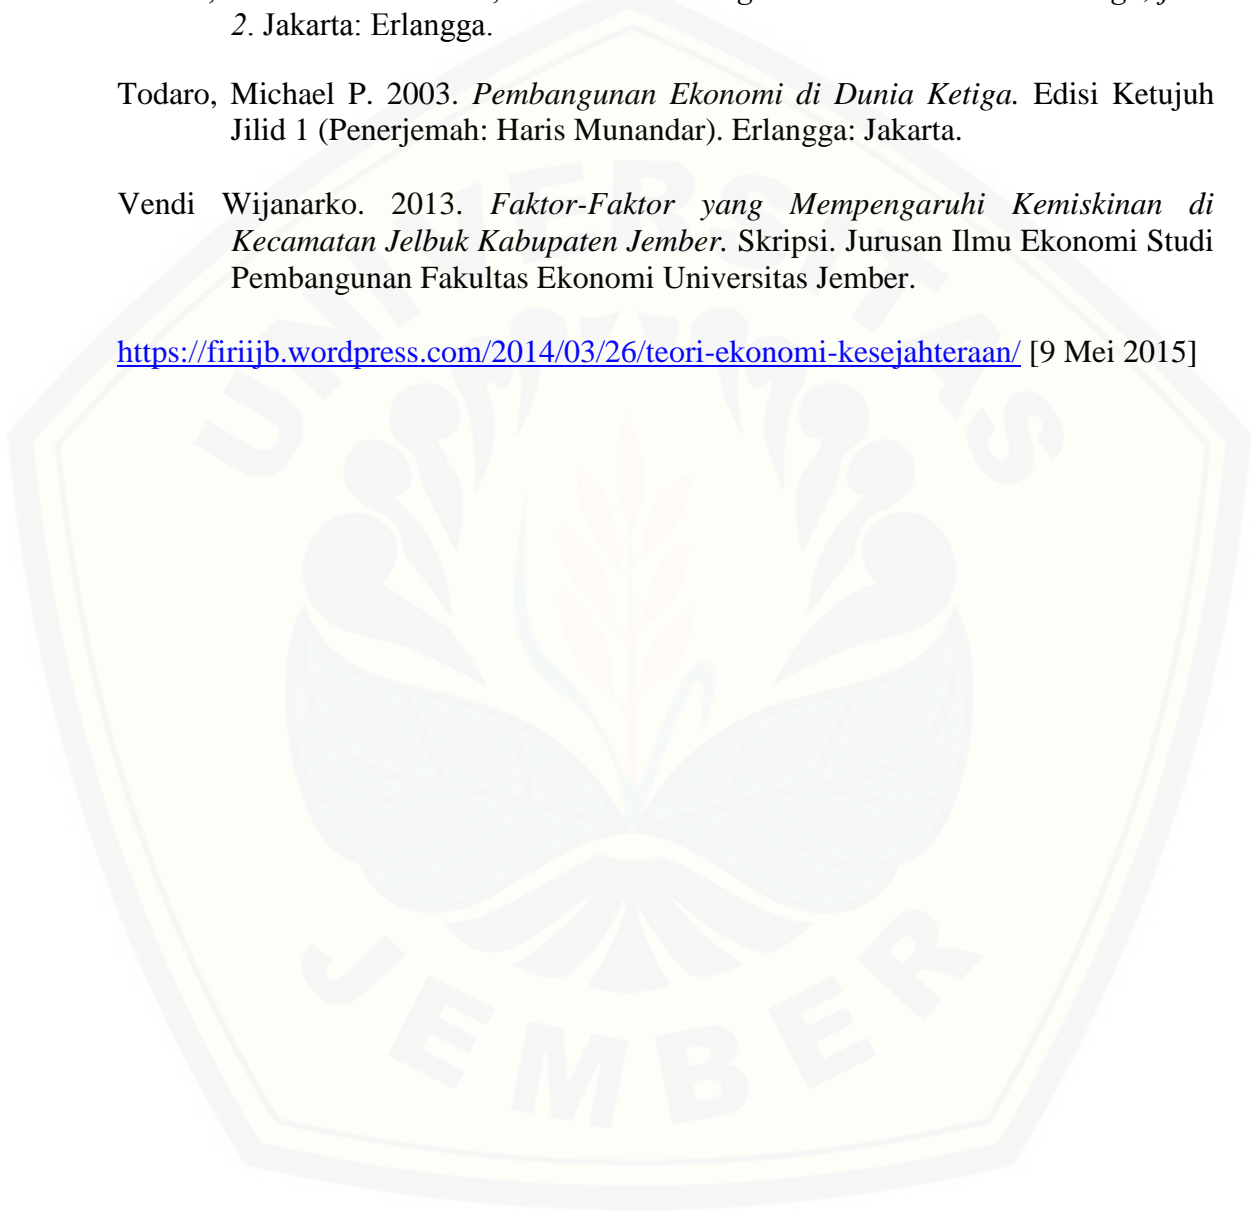 2. Jakarta: Erlangga.
Todaro, Michael P. 2003. Pembangunan Ekonomi di Dunia Ketiga. Edisi Ketujuh
Jilid 1 (Penerjemah: Haris Munandar). Erlangga: Jakarta.
Vendi Wijanarko. 2013. Faktor-Faktor yang Mempengaruhi Kemiskinan di
Kecamatan Jelbuk Kabupaten Jember. Skripsi. Jurusan Ilmu Ekonomi Studi
Pembangunan Fakultas Ekonomi Universitas Jember.
https://firiijb.wordpress.com/2014/03/26/teori-ekonomi-kesejahteraan/ [9 Mei 2015]
UNIVERSITAS
JEMBER